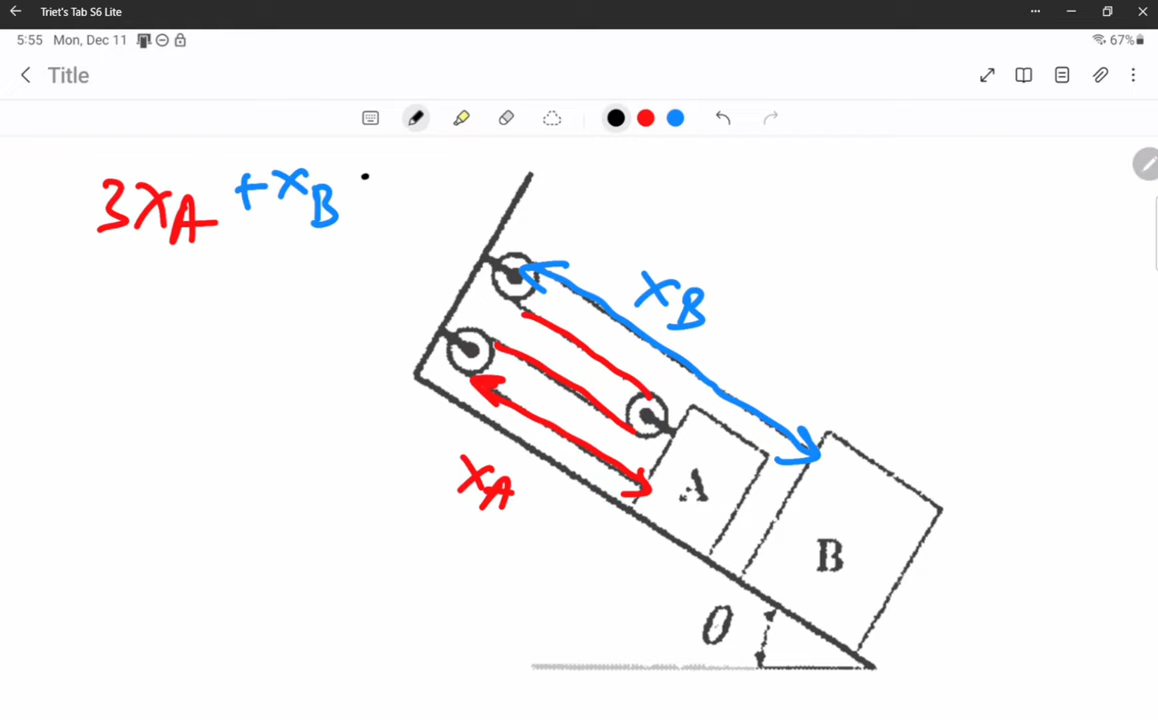 Triet's Tab S6 Lite
5:55 Mon, Dec 11 67%
Title
3xA + xB
xB
xA
A
B
θ